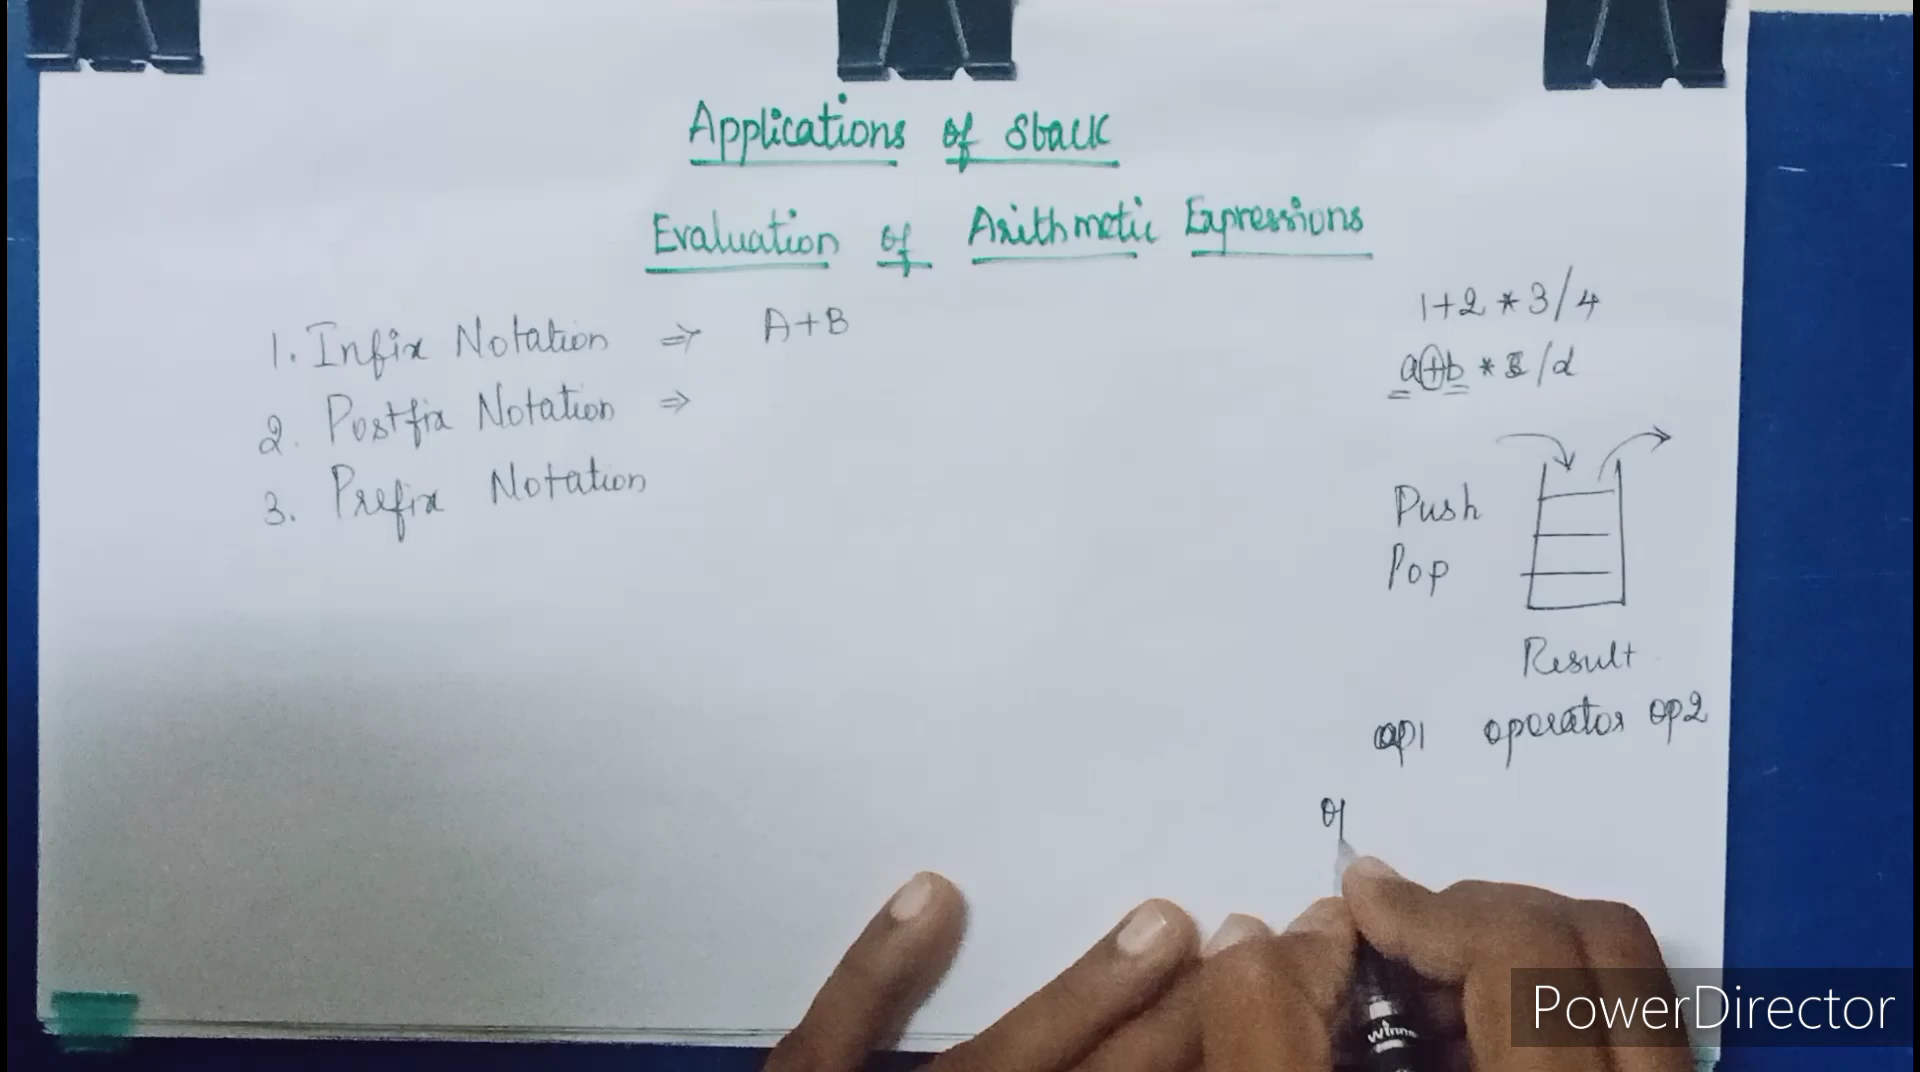 Applications of Stack
Evaluation of Arithmetic Expressions
1. Infix Notation ⇒ A+B
2. Postfix Notation ⇒
3. Prefix Notation
1+2 * 3/4
a+b * /d
Push
Pop
Result
op1 operator op2
PowerDirector